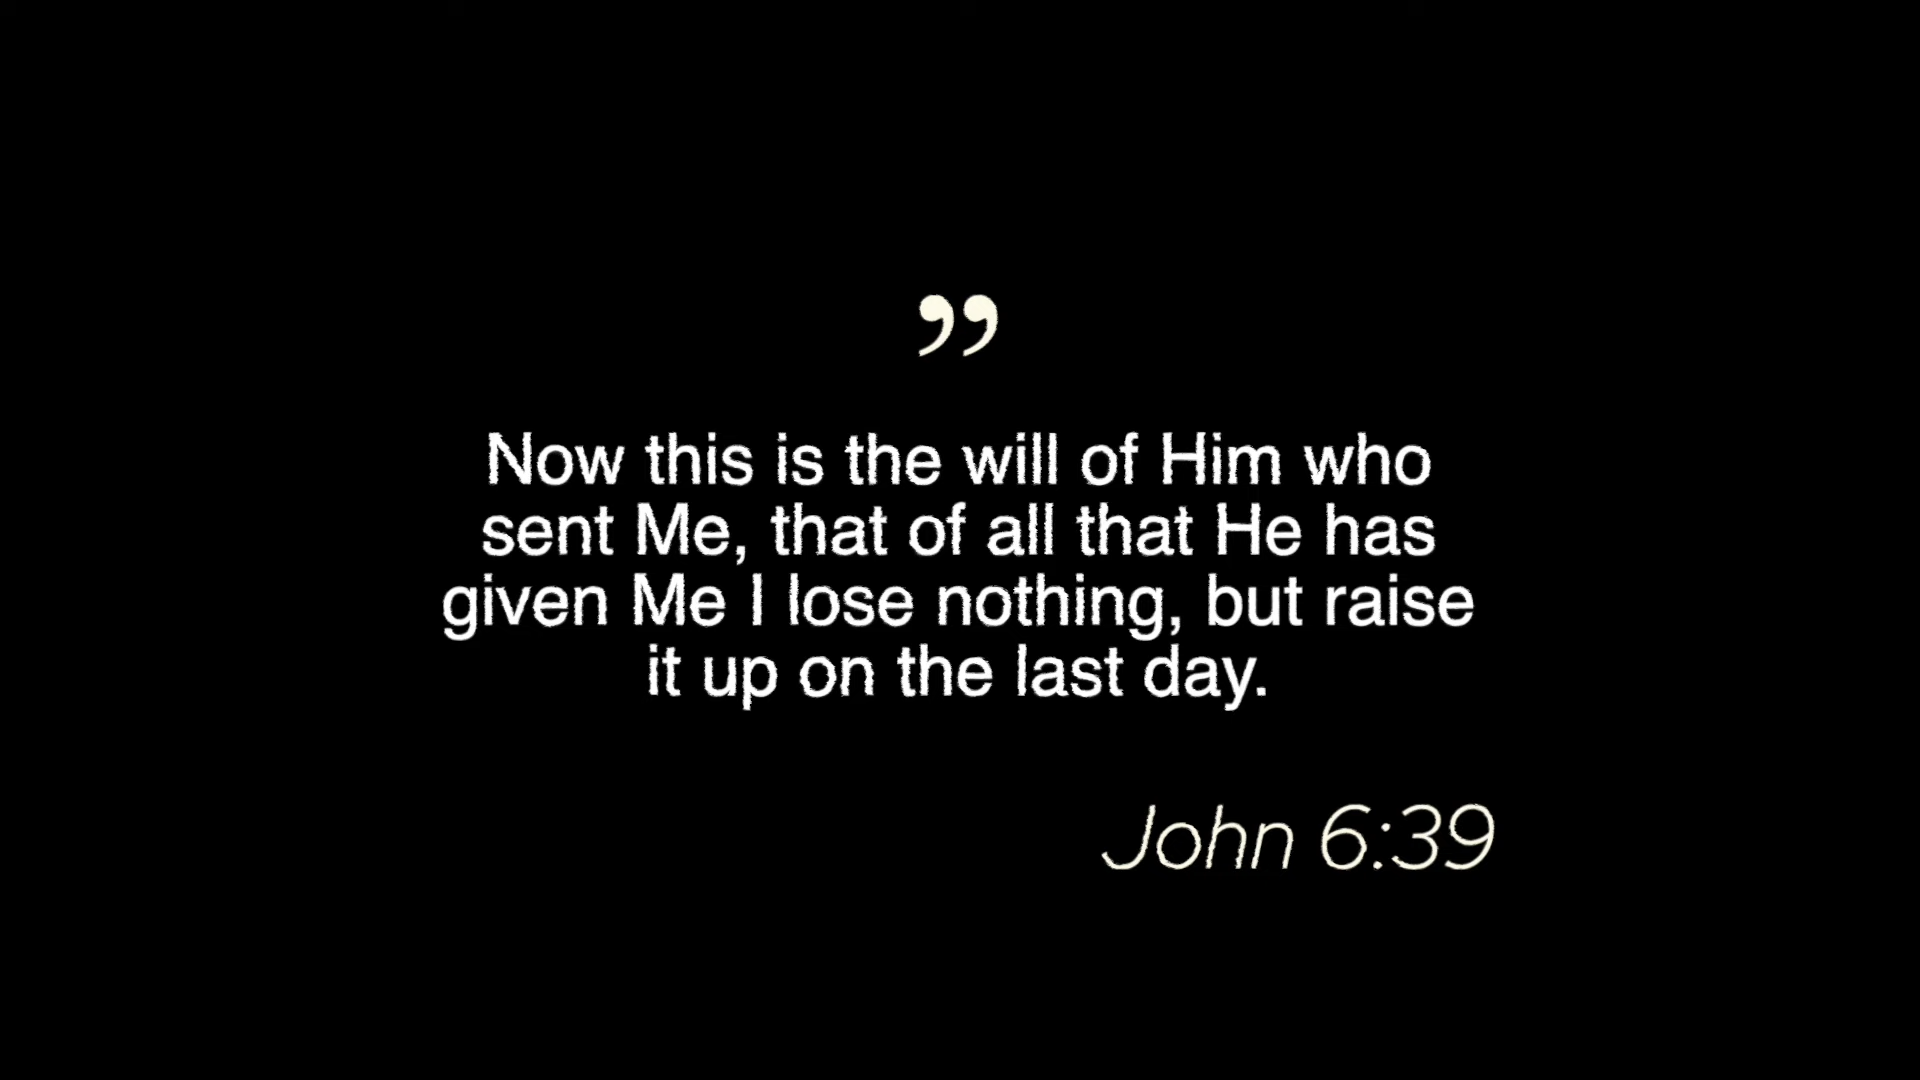 ”
Now this is the will of Him who
sent Me, that of all that He has
given Me I lose nothing, but raise
it up on the last day.
John 6:39